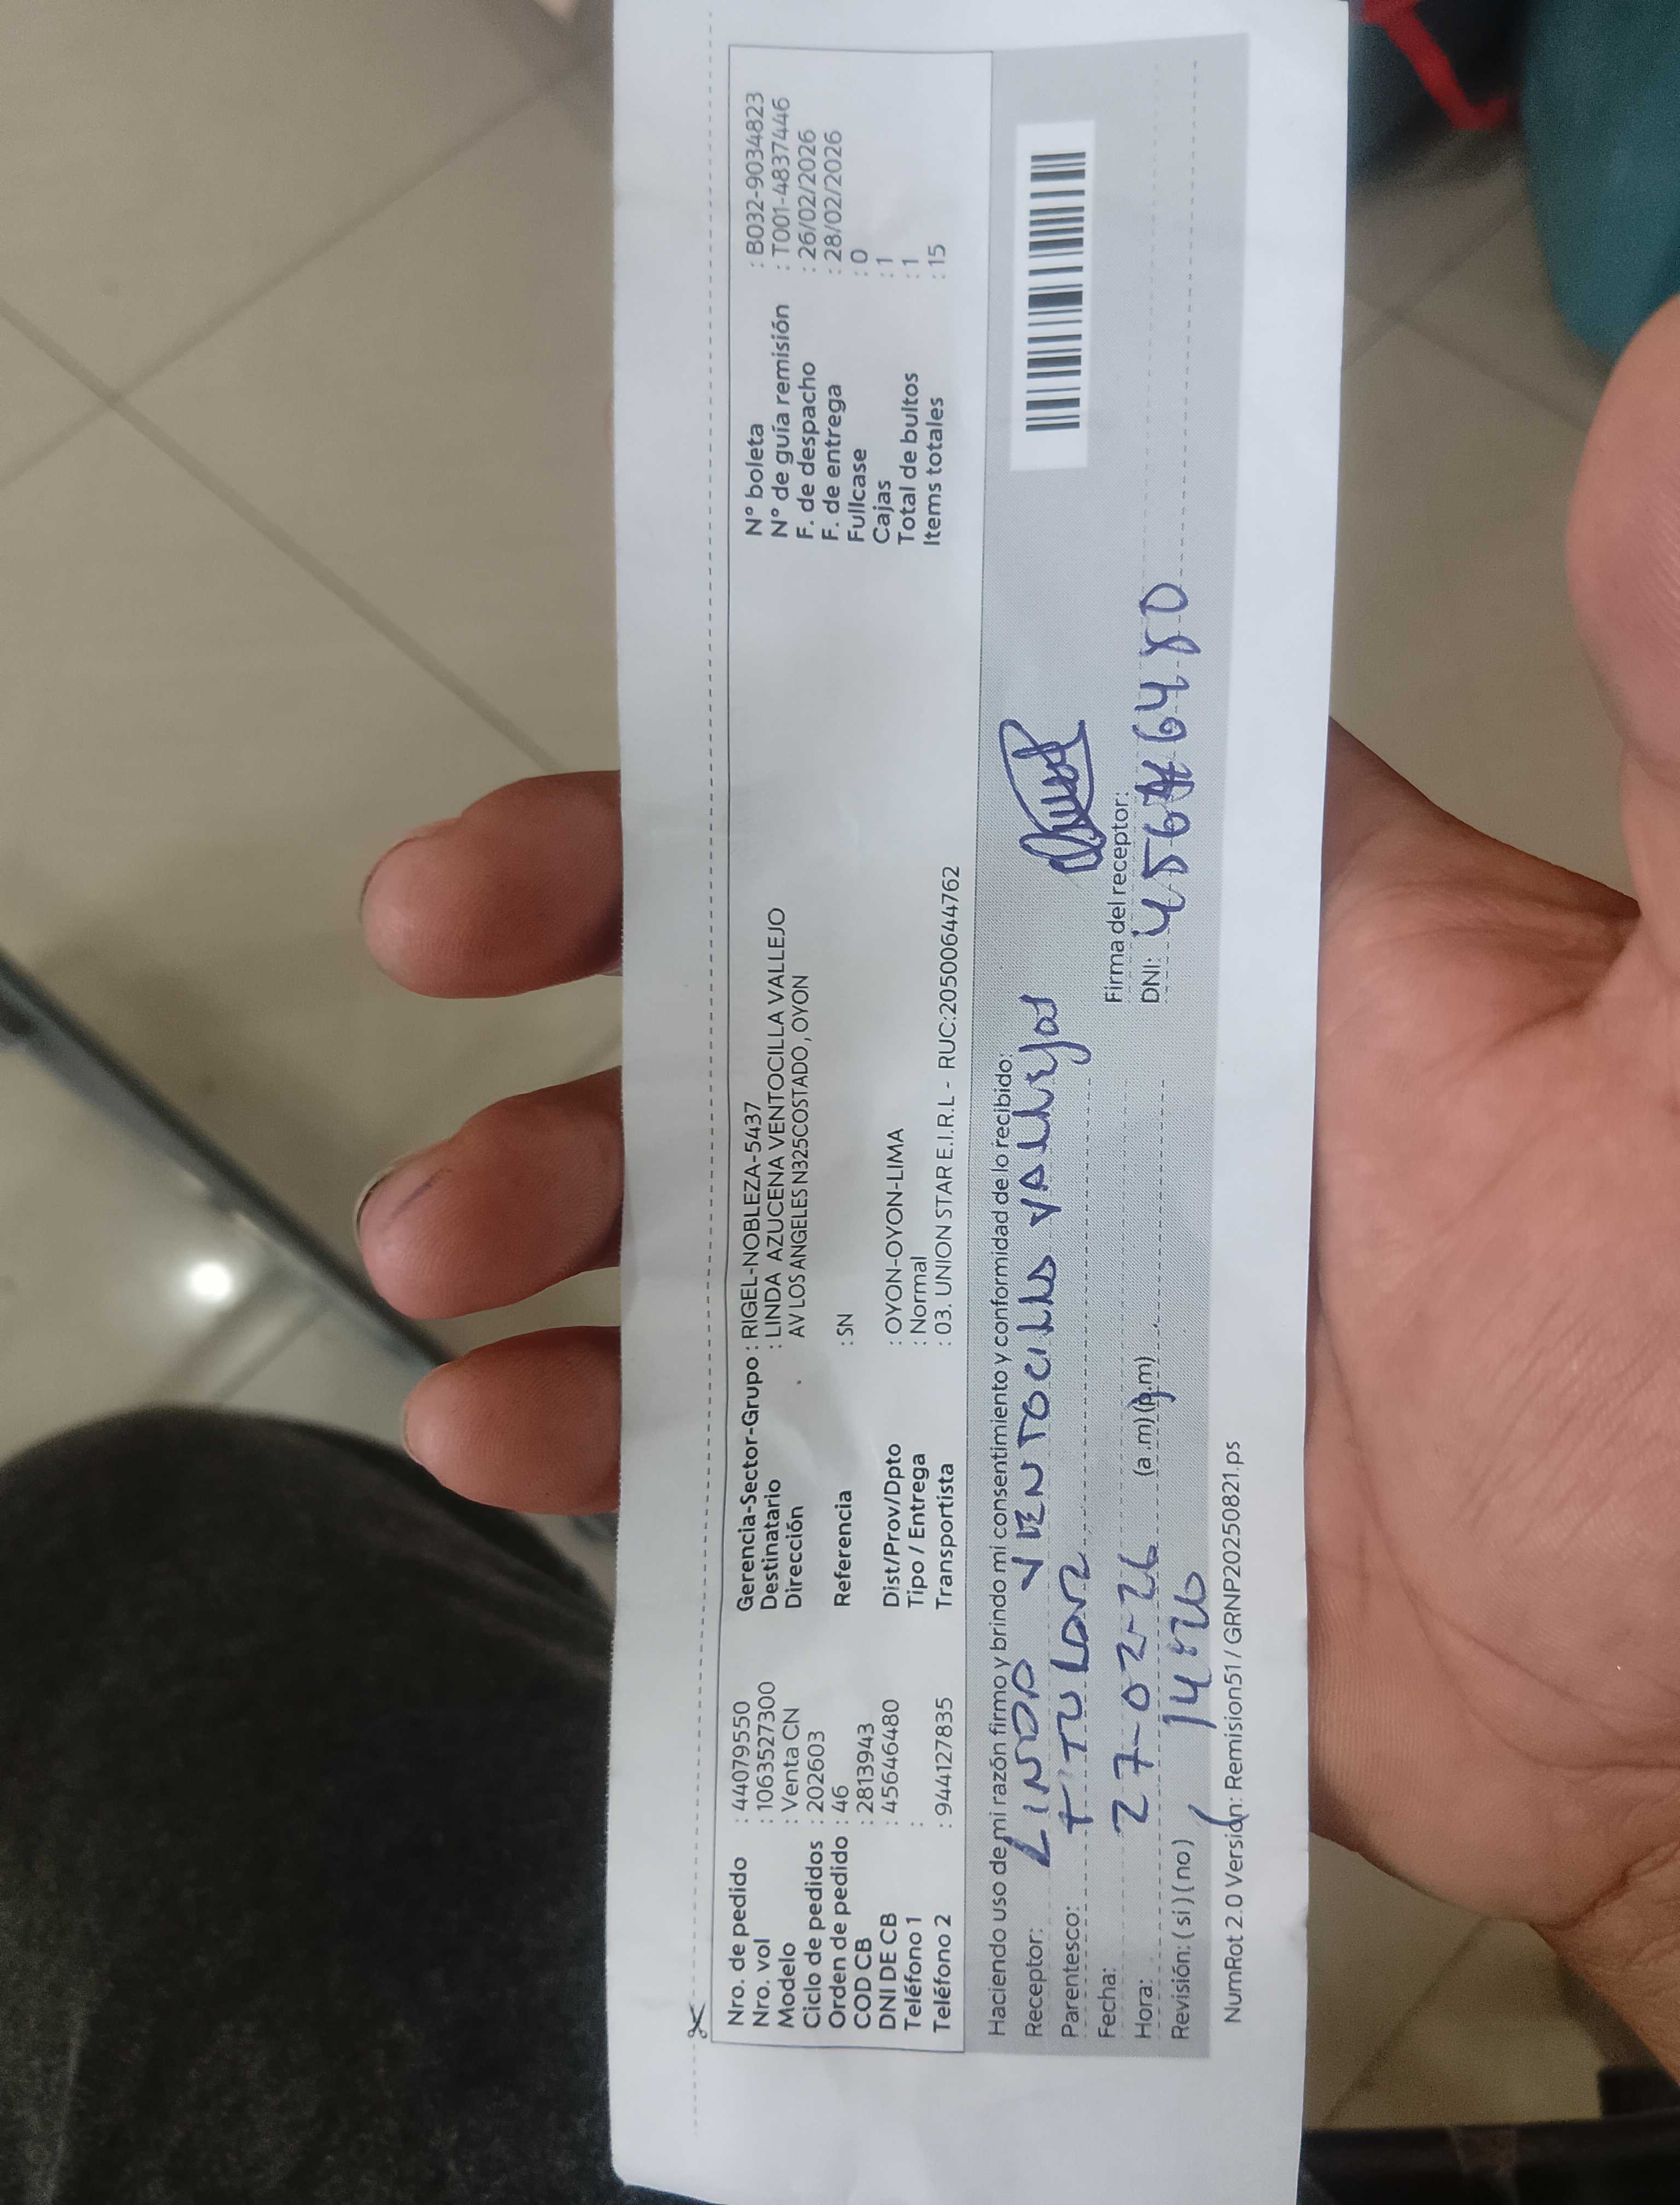 Nro. de pedido : 44079550
Nro. vol : 10635273​00
Modelo : Venta CN
Ciclo de pedidos : 202603
Orden de pedido : 46
COD CB : 2813943
DNI DE CB : 45646480
Teléfono 1 :
Teléfono 2 : 944127835
Gerencia-Sector-Grupo : RIGEL-NOBLEZA-5437
Destinatario : LINDA AZUCENA VENTOCILLA VALLEJO
Dirección AV LOS ANGELES N325COSTADO, OYON
Referencia : SN
Dist/Prov/Dpto : OYON-OYON-LIMA
Tipo / Entrega : Normal
Transportista : 03. UNION STAR E.I.R.L - RUC:20500644762
N° boleta : B032-9034823
N° de guía remisión : T001-4837446
F. de despacho : 26/02/2026
F. de entrega : 28/02/2026
Fullcase : 0
Cajas : 1
Total de bultos : 1
Items totales : 15
Haciendo uso de mi razón firmo y brindo mi consentimiento y conformidad de lo recibido:
Receptor: LINDA VENTOCILLA VALLEJOS
Parentesco: TITULAR
Fecha: 27-02-26
Hora: 14:26 (a.m) (p.m)
Revisión: ( si ) ( no )
Firma del receptor:
DNI:
NumRot 2.0 Versión: Remision51 / GRNP20250821.ps